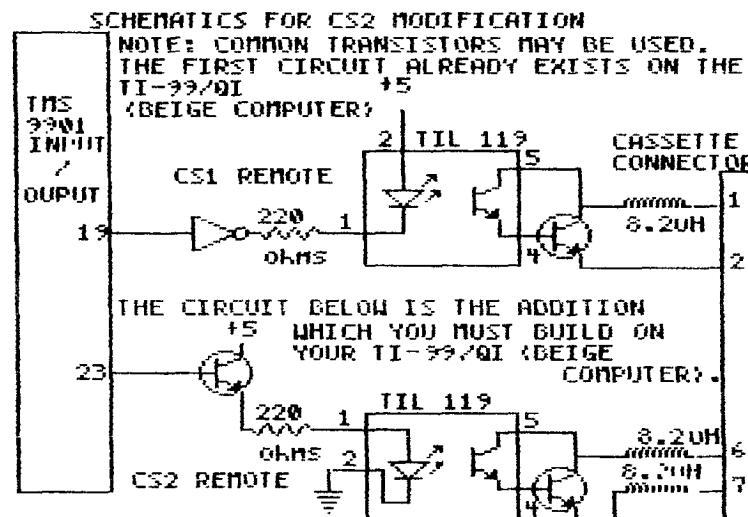 SCHEMATICS FOR CS2 MODIFICATION
NOTE: COMMON TRANSISTORS MAY BE USED.
THE FIRST CIRCUIT ALREADY EXISTS ON THE
TI-99/QI
(BEIGE COMPUTER)
+5
TMS
9901
INPUT
/
OUPUT
2 TIL 119
5
CASSETTE
CONNECTOR
CS1 REMOTE
220
ohms
1
19
4
8.2UH
1
2
THE CIRCUIT BELOW IS THE ADDITION
WHICH YOU MUST BUILD ON
YOUR TI-99/QI (BEIGE
COMPUTER).
+5
23
220
ohms
1
2
TIL 119
5
4
8.2UH
6
8.2UH
7
CS2 REMOTE